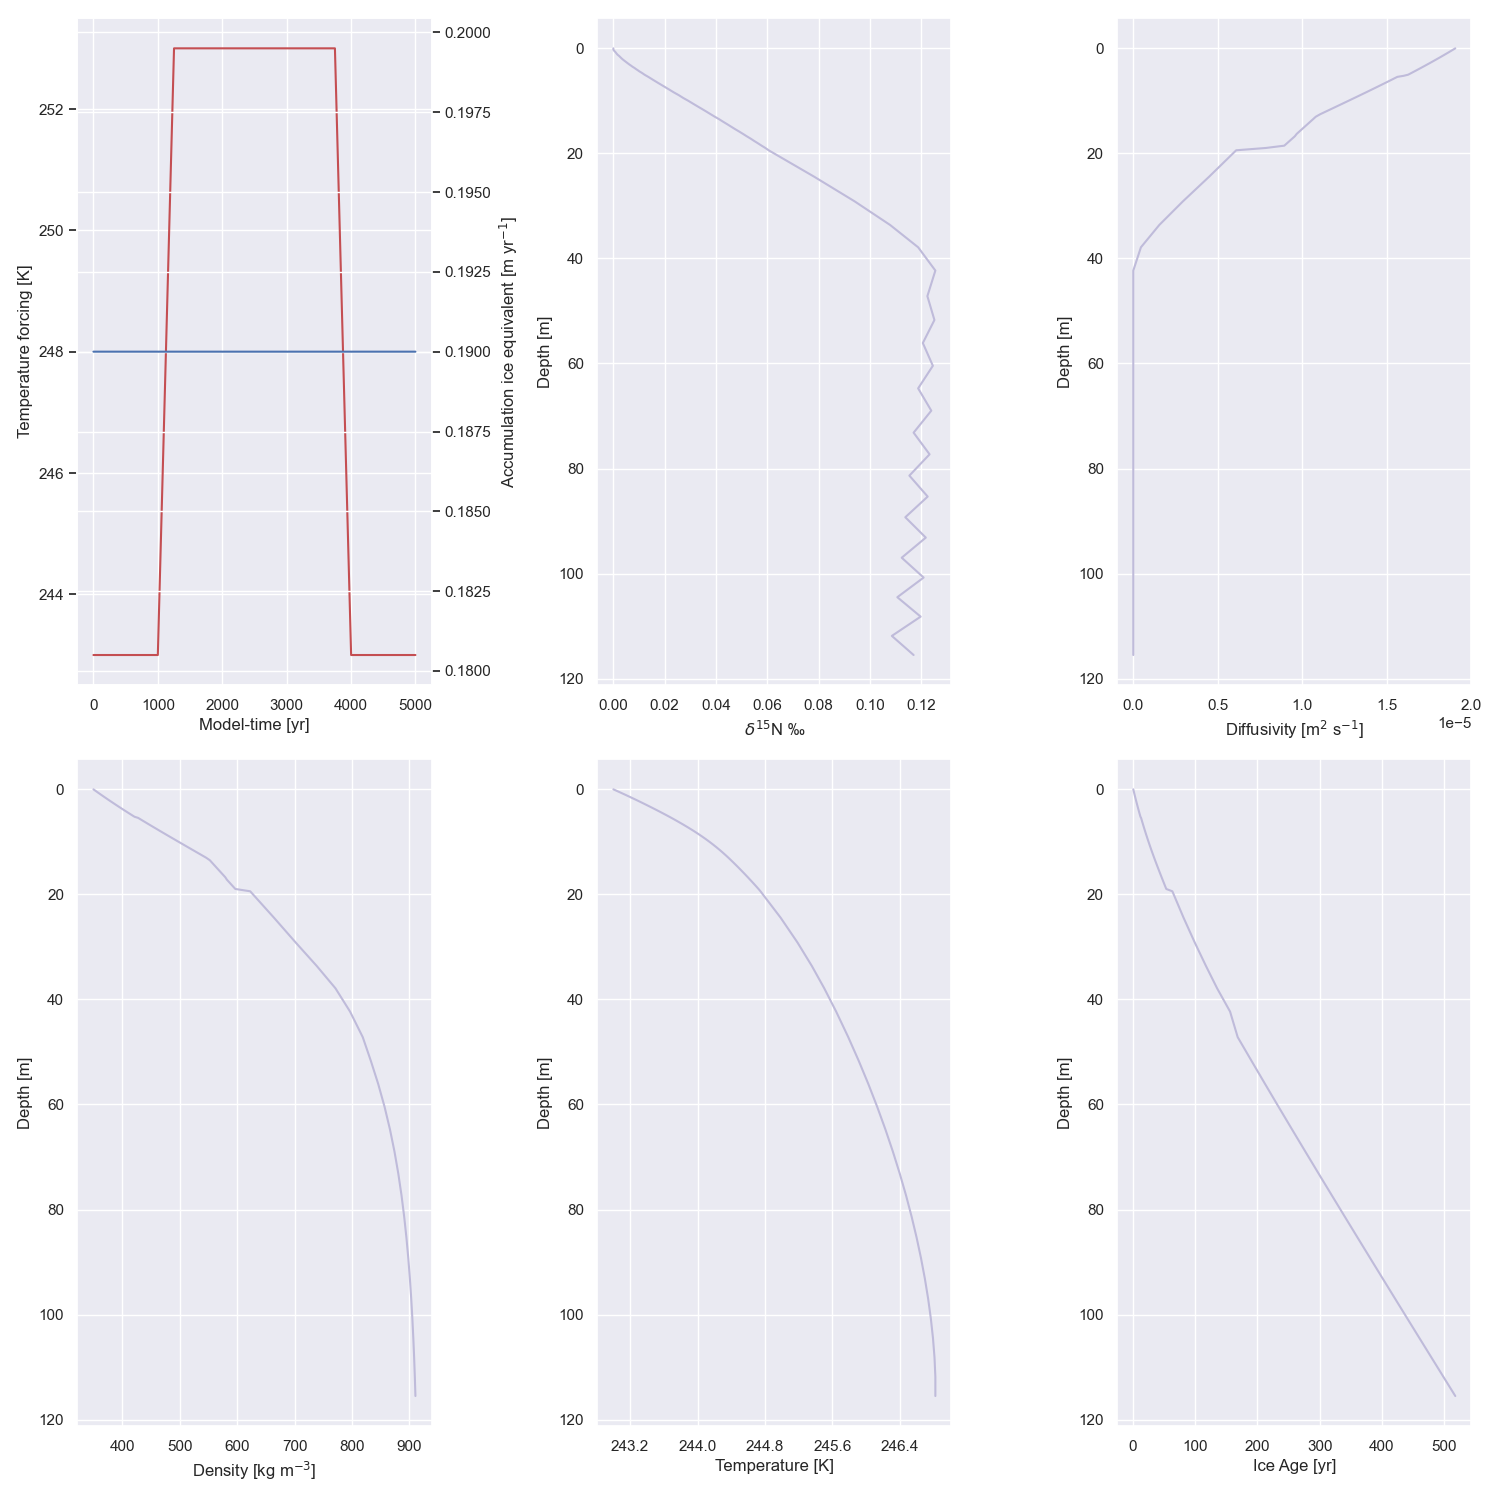 252
250
248
246
244
Temperature forcing [K]
0 1000 2000 3000 4000 5000
Model-time [yr]
0.2000
0.1975
0.1950
0.1925
0.1900
0.1875
0.1850
0.1825
0.1800
Accumulation ice equivalent [m yr⁻¹]
0
20
40
60
80
100
120
Depth [m]
0.00 0.02 0.04 0.06 0.08 0.10 0.12
δ¹⁵N ‰
0
20
40
60
80
100
120
Depth [m]
0.0 0.5 1.0 1.5 2.0
1e−5
Diffusivity [m² s⁻¹]
0
20
40
60
80
100
120
Depth [m]
400 500 600 700 800 900
Density [kg m⁻³]
0
20
40
60
80
100
120
Depth [m]
243.2 244.0 244.8 245.6 246.4
Temperature [K]
0
20
40
60
80
100
120
Depth [m]
0 100 200 300 400 500
Ice Age [yr]